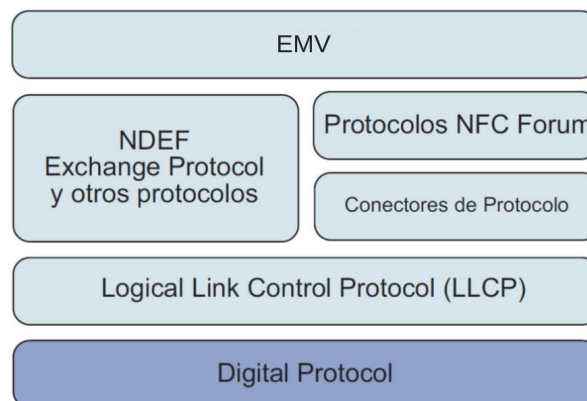 EMV
NDEF
Exchange Protocol
y otros protocolos
Protocolos NFC Forum
Conectores de Protocolo
Logical Link Control Protocol (LLCP)
Digital Protocol